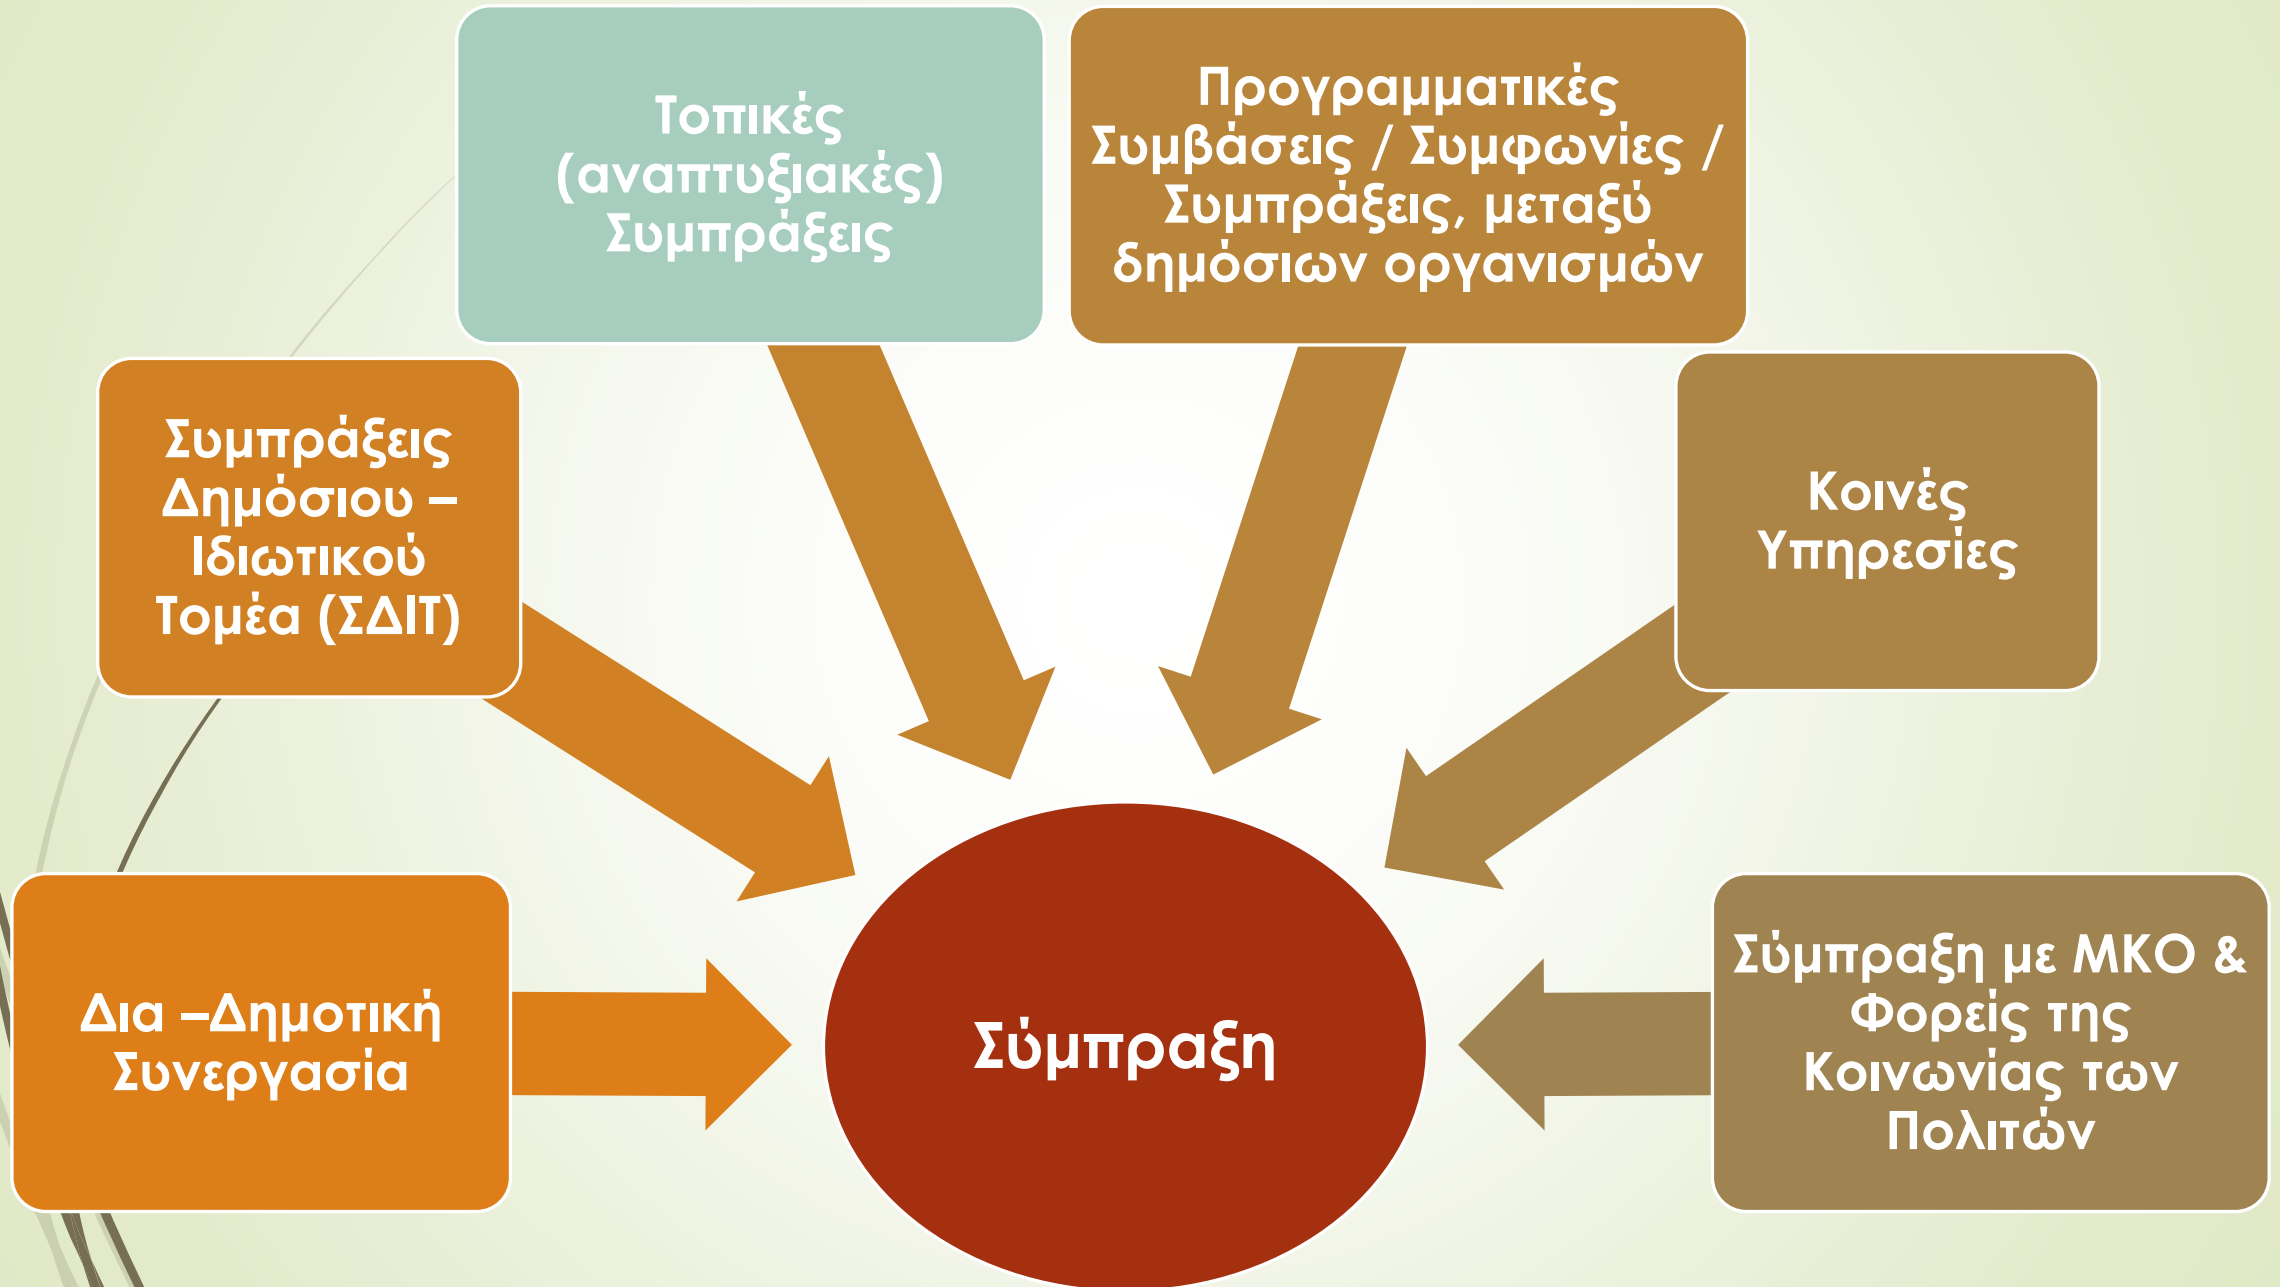 Τοπικές
(αναπτυξιακές)
Συμπράξεις
Προγραμματικές
Συμβάσεις / Συμφωνίες /
Συμπράξεις, μεταξύ
δημόσιων οργανισμών
Συμπράξεις
Δημόσιου –
Ιδιωτικού
Τομέα (ΣΔΙΤ)
Κοινές
Υπηρεσίες
Δια –Δημοτική
Συνεργασία
Σύμπραξη
Σύμπραξη με ΜΚΟ &
Φορείς της
Κοινωνίας των
Πολιτών